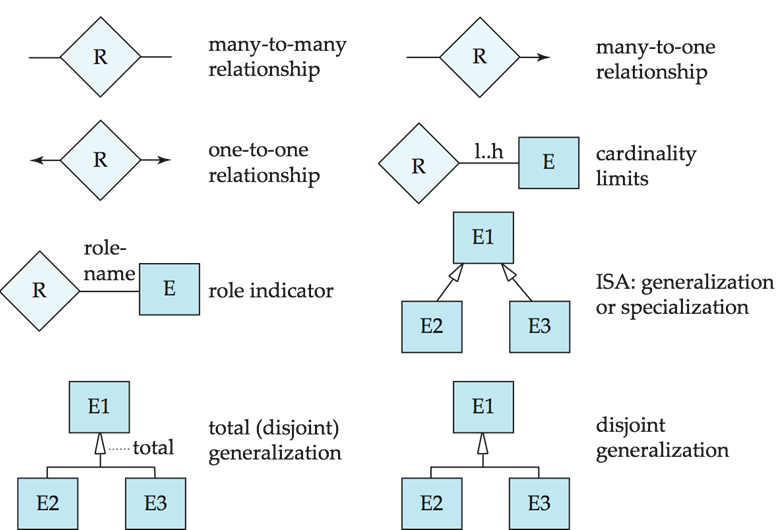 R
many-to-many
relationship
R
many-to-one
relationship
R
one-to-one
relationship
R
l..h
E
cardinality
limits
R
role-
name
E
role indicator
E1
E2
E3
ISA: generalization
or specialization
E1
total
E2
E3
total (disjoint)
generalization
E1
E2
E3
disjoint
generalization